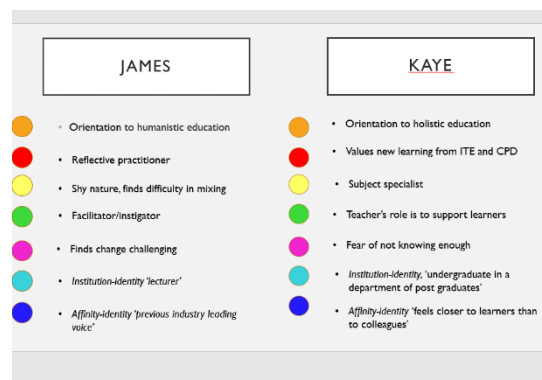 JAMES
• Orientation to humanistic education
• Reflective practitioner
• Shy nature, finds difficulty in mixing
• Facilitator/instigator
• Finds change challenging
• Institution-identity 'lecturer'
• Affinity-identity 'previous industry leading
voice'
KAYE
• Orientation to holistic education
• Values new learning from ITE and CPD
• Subject specialist
• Teacher's role is to support learners
• Fear of not knowing enough
• Institution-identity, 'undergraduate in a
department of post graduates'
• Affinity-identity 'feels closer to learners than
to colleagues'